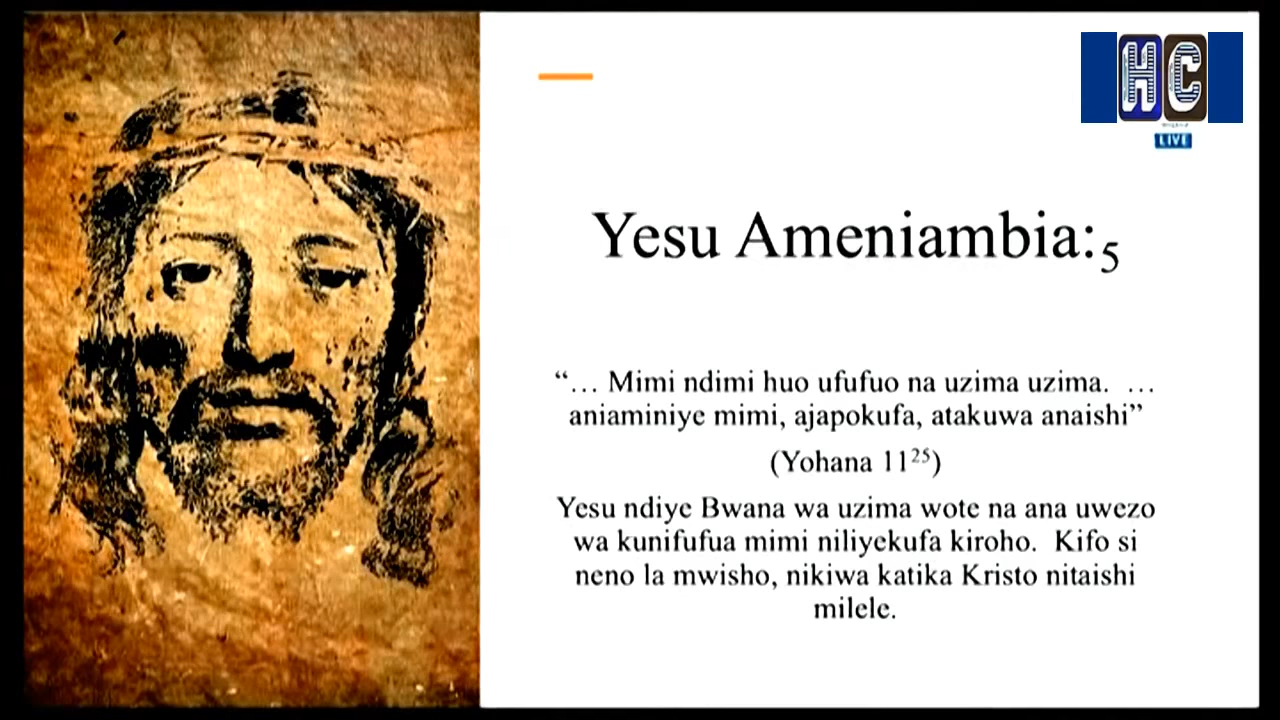 HC
LIVE
Yesu Ameniambia:₅
“… Mimi ndimi huo ufufuo na uzima uzima. …
aniaminiye mimi, ajapokufa, atakuwa anaishi”
(Yohana 11²⁵)
Yesu ndiye Bwana wa uzima wote na ana uwezo
wa kunifufua mimi niliyekufa kiroho. Kifo si
neno la mwisho, nikiwa katika Kristo nitaishi
milele.